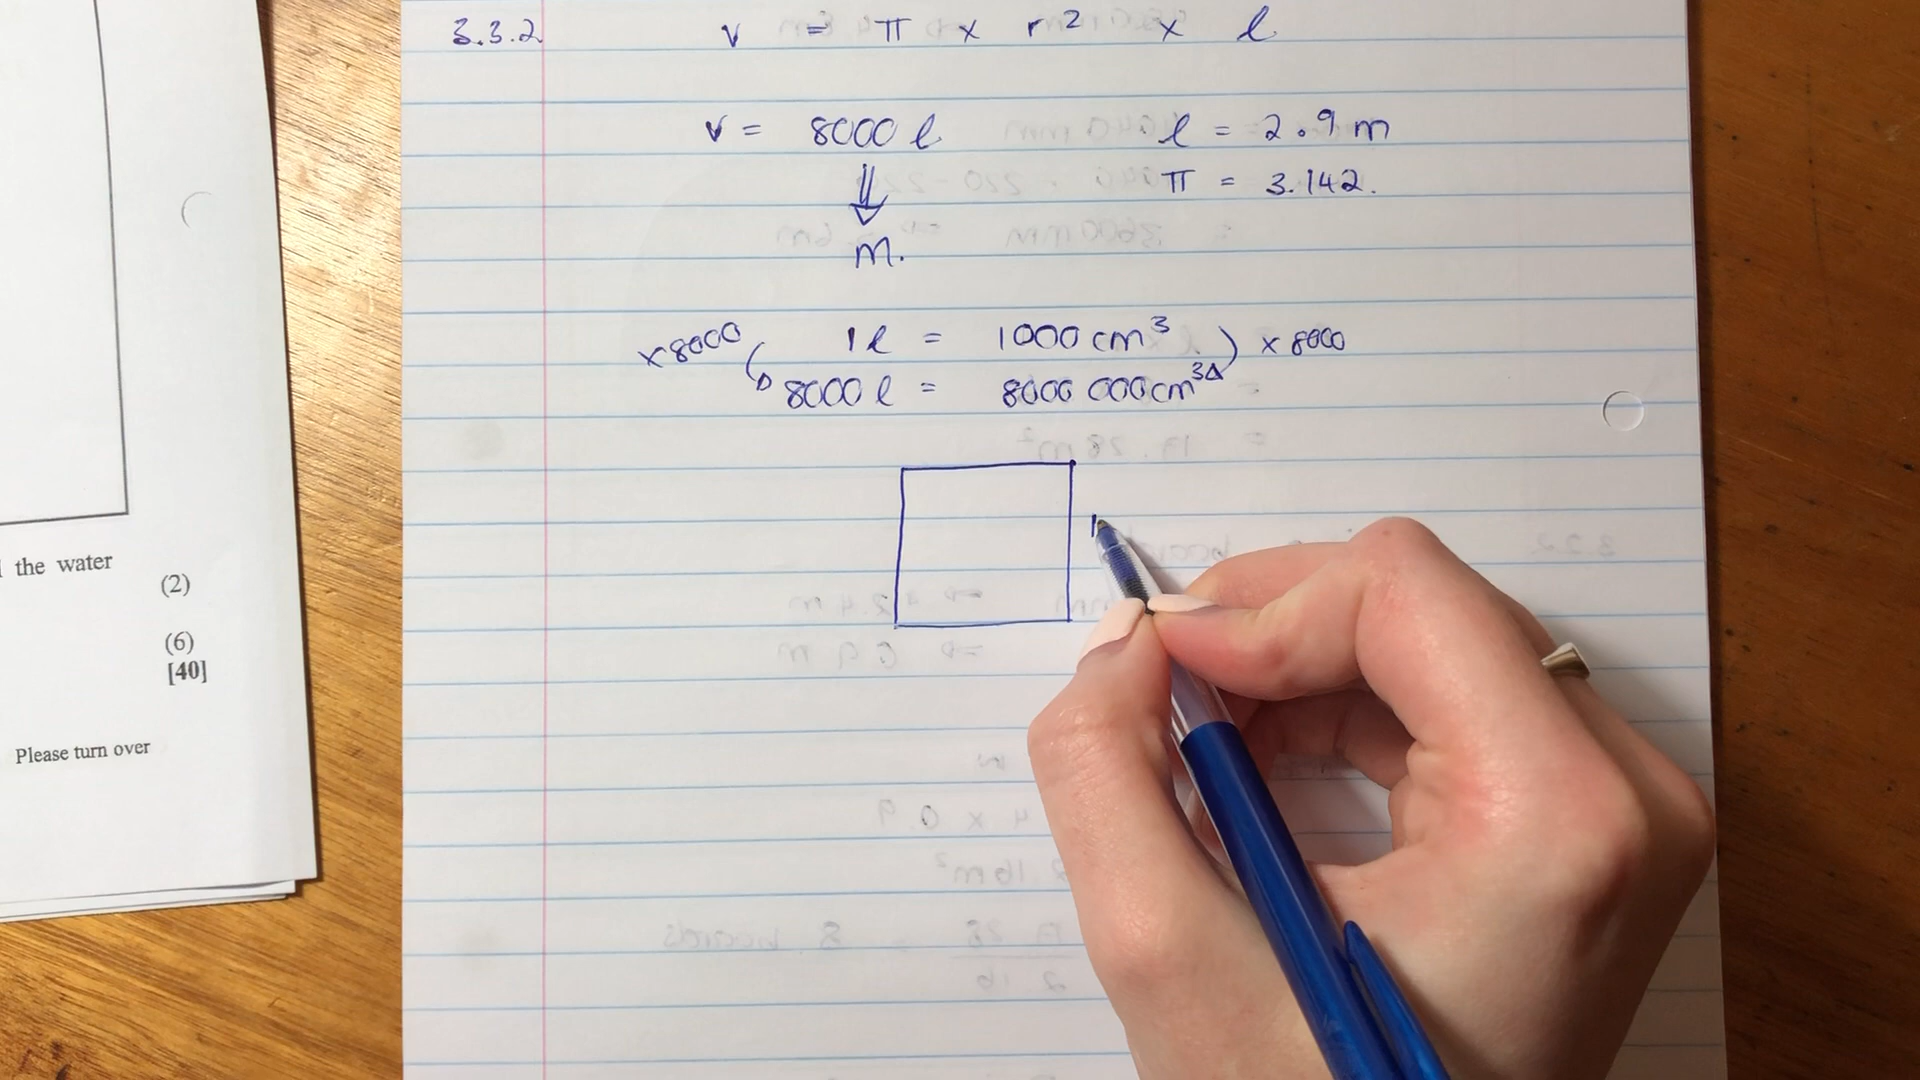 3.3.2 v = π x r² x l
v = 8000 l l = 2.9 m
⇓ π = 3.142.
m.
x8000 1 l = 1000 cm³ x 8000
8000 l = 8000 000 cm³
the water
(2)
(6)
[40]
Please turn over